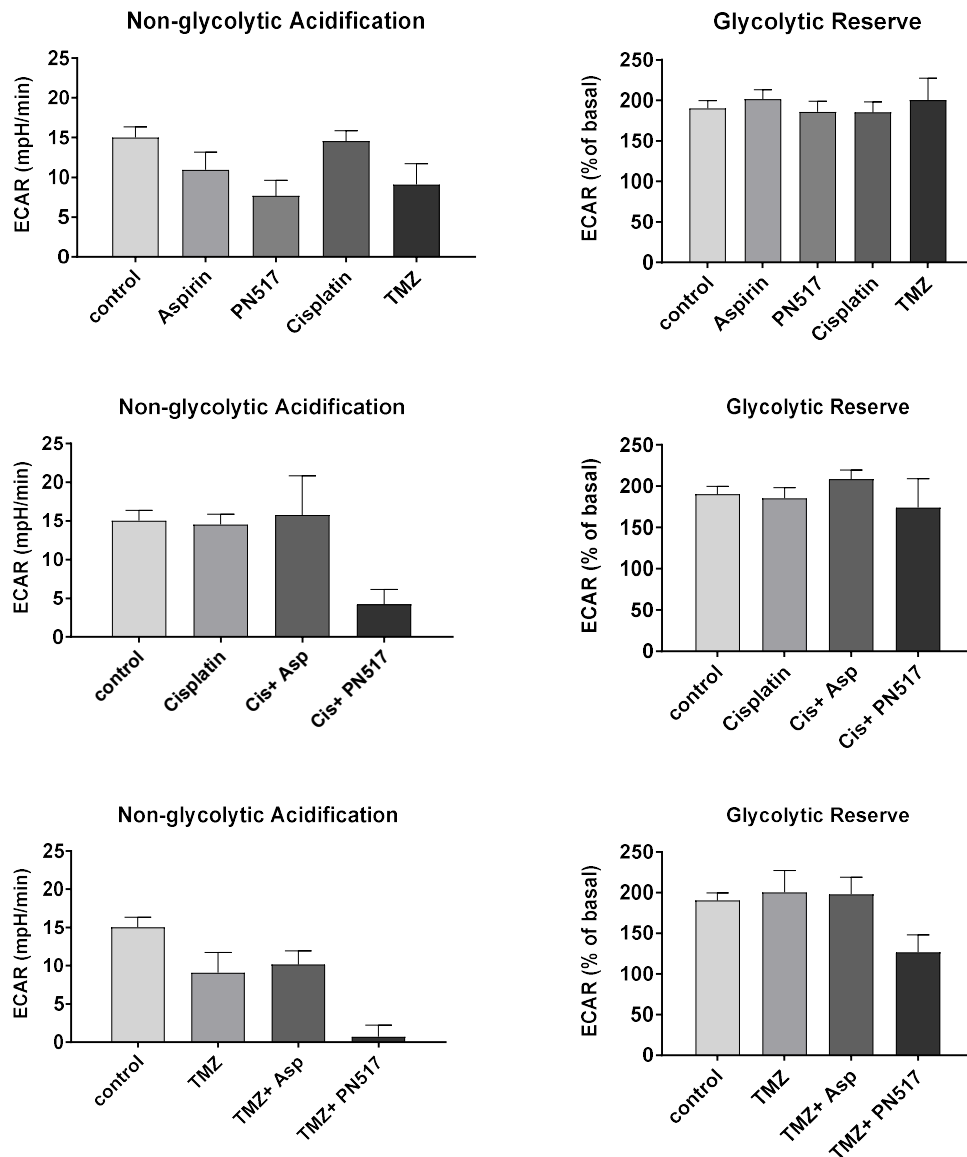 Non-glycolytic Acidification
ECAR (mpH/min)
25
20
15
10
5
0
control
Aspirin
PN517
Cisplatin
TMZ
Glycolytic Reserve
ECAR (%of basal)
250
200
150
100
50
0
control
Aspirin
PN517
Cisplatin
TMZ
Non-glycolytic Acidification
ECAR (mpH/min)
25
20
15
10
5
0
control
Cisplatin
Cis+ Asp
Cis+ PN517
Glycolytic Reserve
ECAR (% of basal)
250
200
150
100
50
0
control
Cisplatin
Cis+ Asp
Cis+ PN517
Non-glycolytic Acidification
ECAR (mpH/min)
25
20
15
10
5
0
control
TMZ
TMZ+ Asp
TMZ+ PN517
Glycolytic Reserve
ECAR (% of basal)
250
200
150
100
50
0
control
TMZ
TMZ+ Asp
TMZ+ PN517